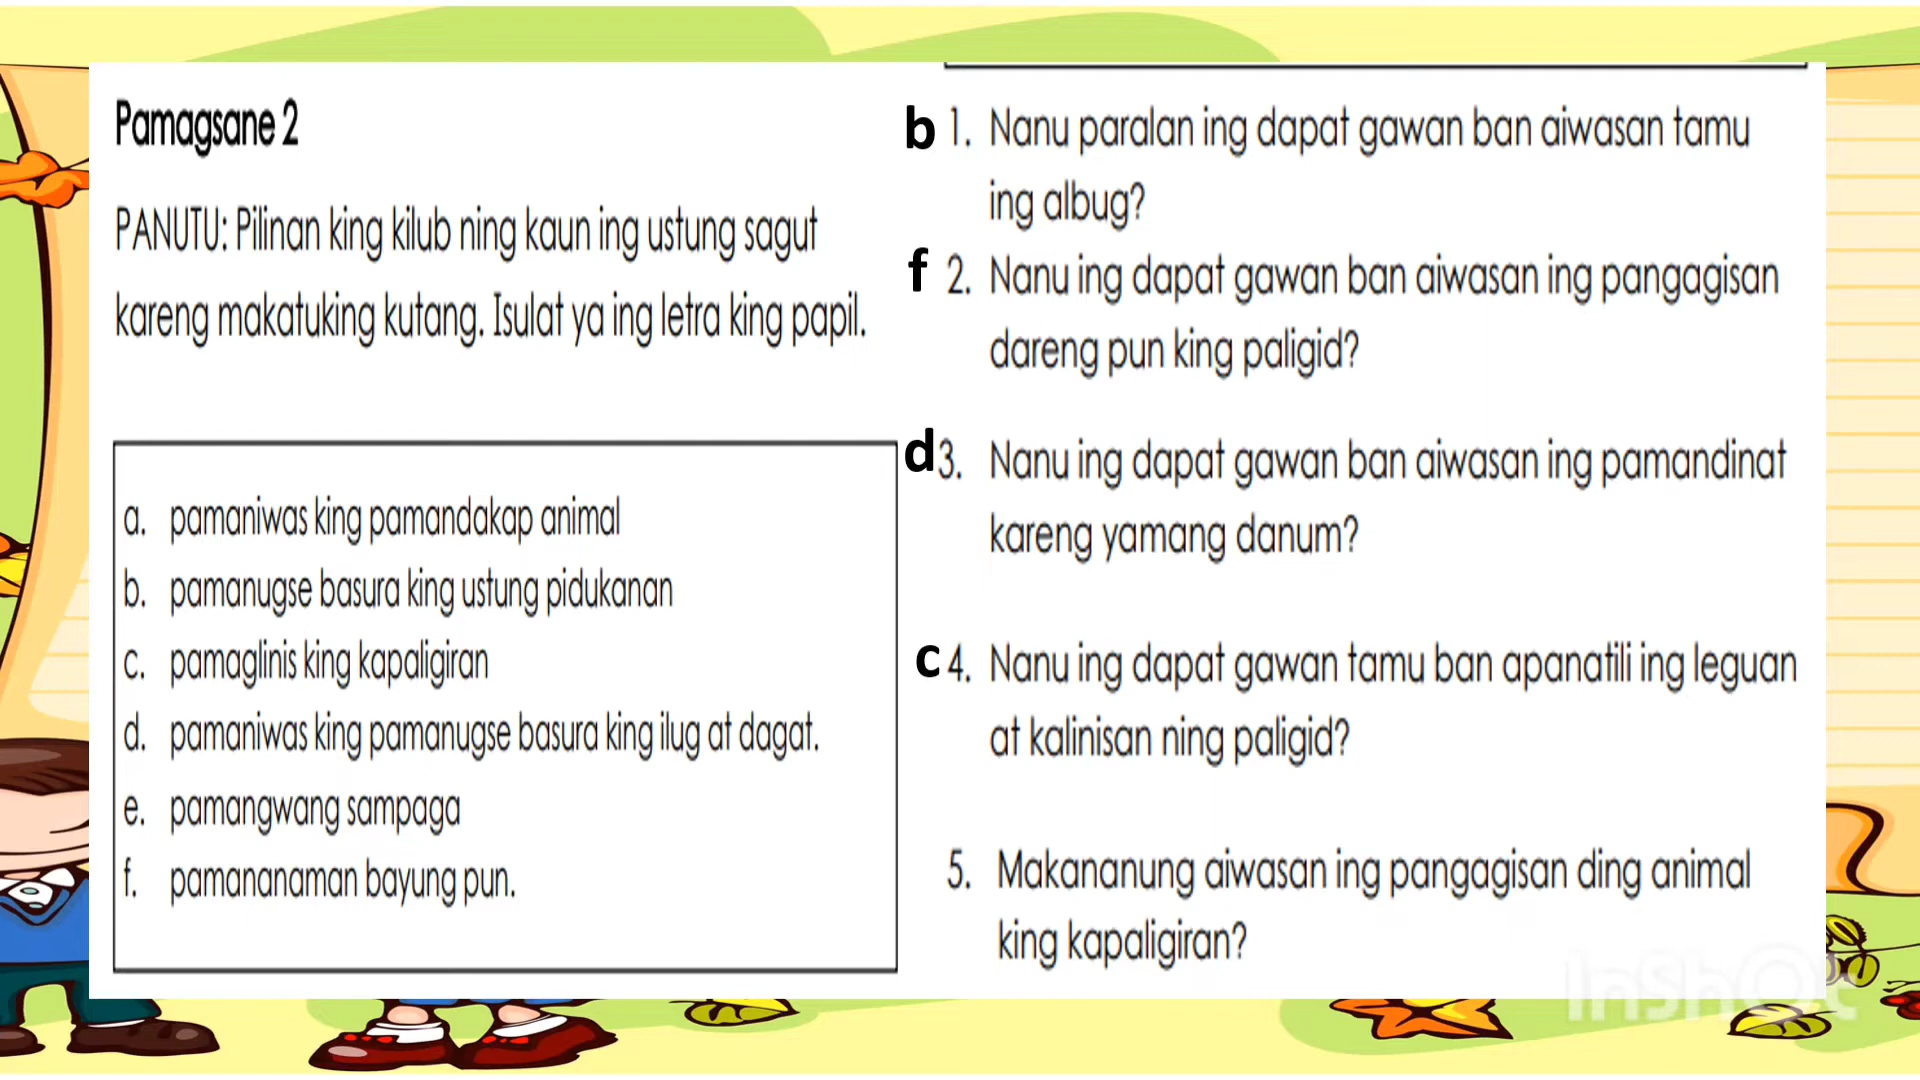 Pamagsane 2
PANUTU: Pilinan king kilub ning kaun ing ustung sagut
kareng makatuking kutang. Isulat ya ing letra king papil.
a. pamaniwas king pamandakap animal
b. pamanugse basura king ustung pidukanan
c. pamaglinis king kapaligiran
d. pamaniwas king pamanugse basura king ilug at dagat.
e. pamangwang sampaga
f. pamananaman bayung pun.
b 1. Nanu paralan ing dapat gawan ban aiwasan tamu
ing albug?
f 2. Nanu ing dapat gawan ban aiwasan ing pangagisan
dareng pun king paligid?
d 3. Nanu ing dapat gawan ban aiwasan ing pamandinat
kareng yamang danum?
c 4. Nanu ing dapat gawan tamu ban apanatili ing leguan
at kalinisan ning paligid?
5. Makananung aiwasan ing pangagisan ding animal
king kapaligiran?
InShOt